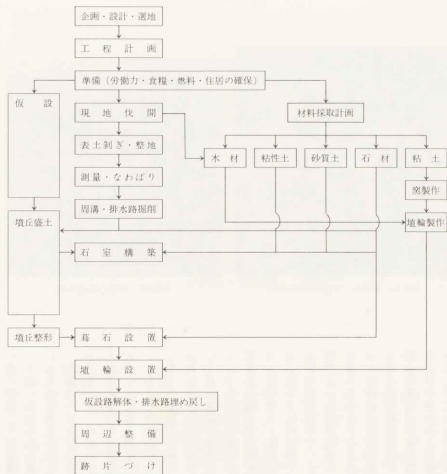 企画・設計・選地
工程計画
準備(労働力・食糧・燃料・住居の確保)
仮設
現地伐開
材料採取計画
表土剥ぎ・整地
木材
粘性土
砂質土
石材
粘土
測量・なわばり
窯製作
周溝・排水路掘削
墳丘盛土
埴輪製作
石室構築
墳丘整形
葺石設置
埴輪設置
仮設路解体・排水路埋め戻し
周辺整備
跡片づけ